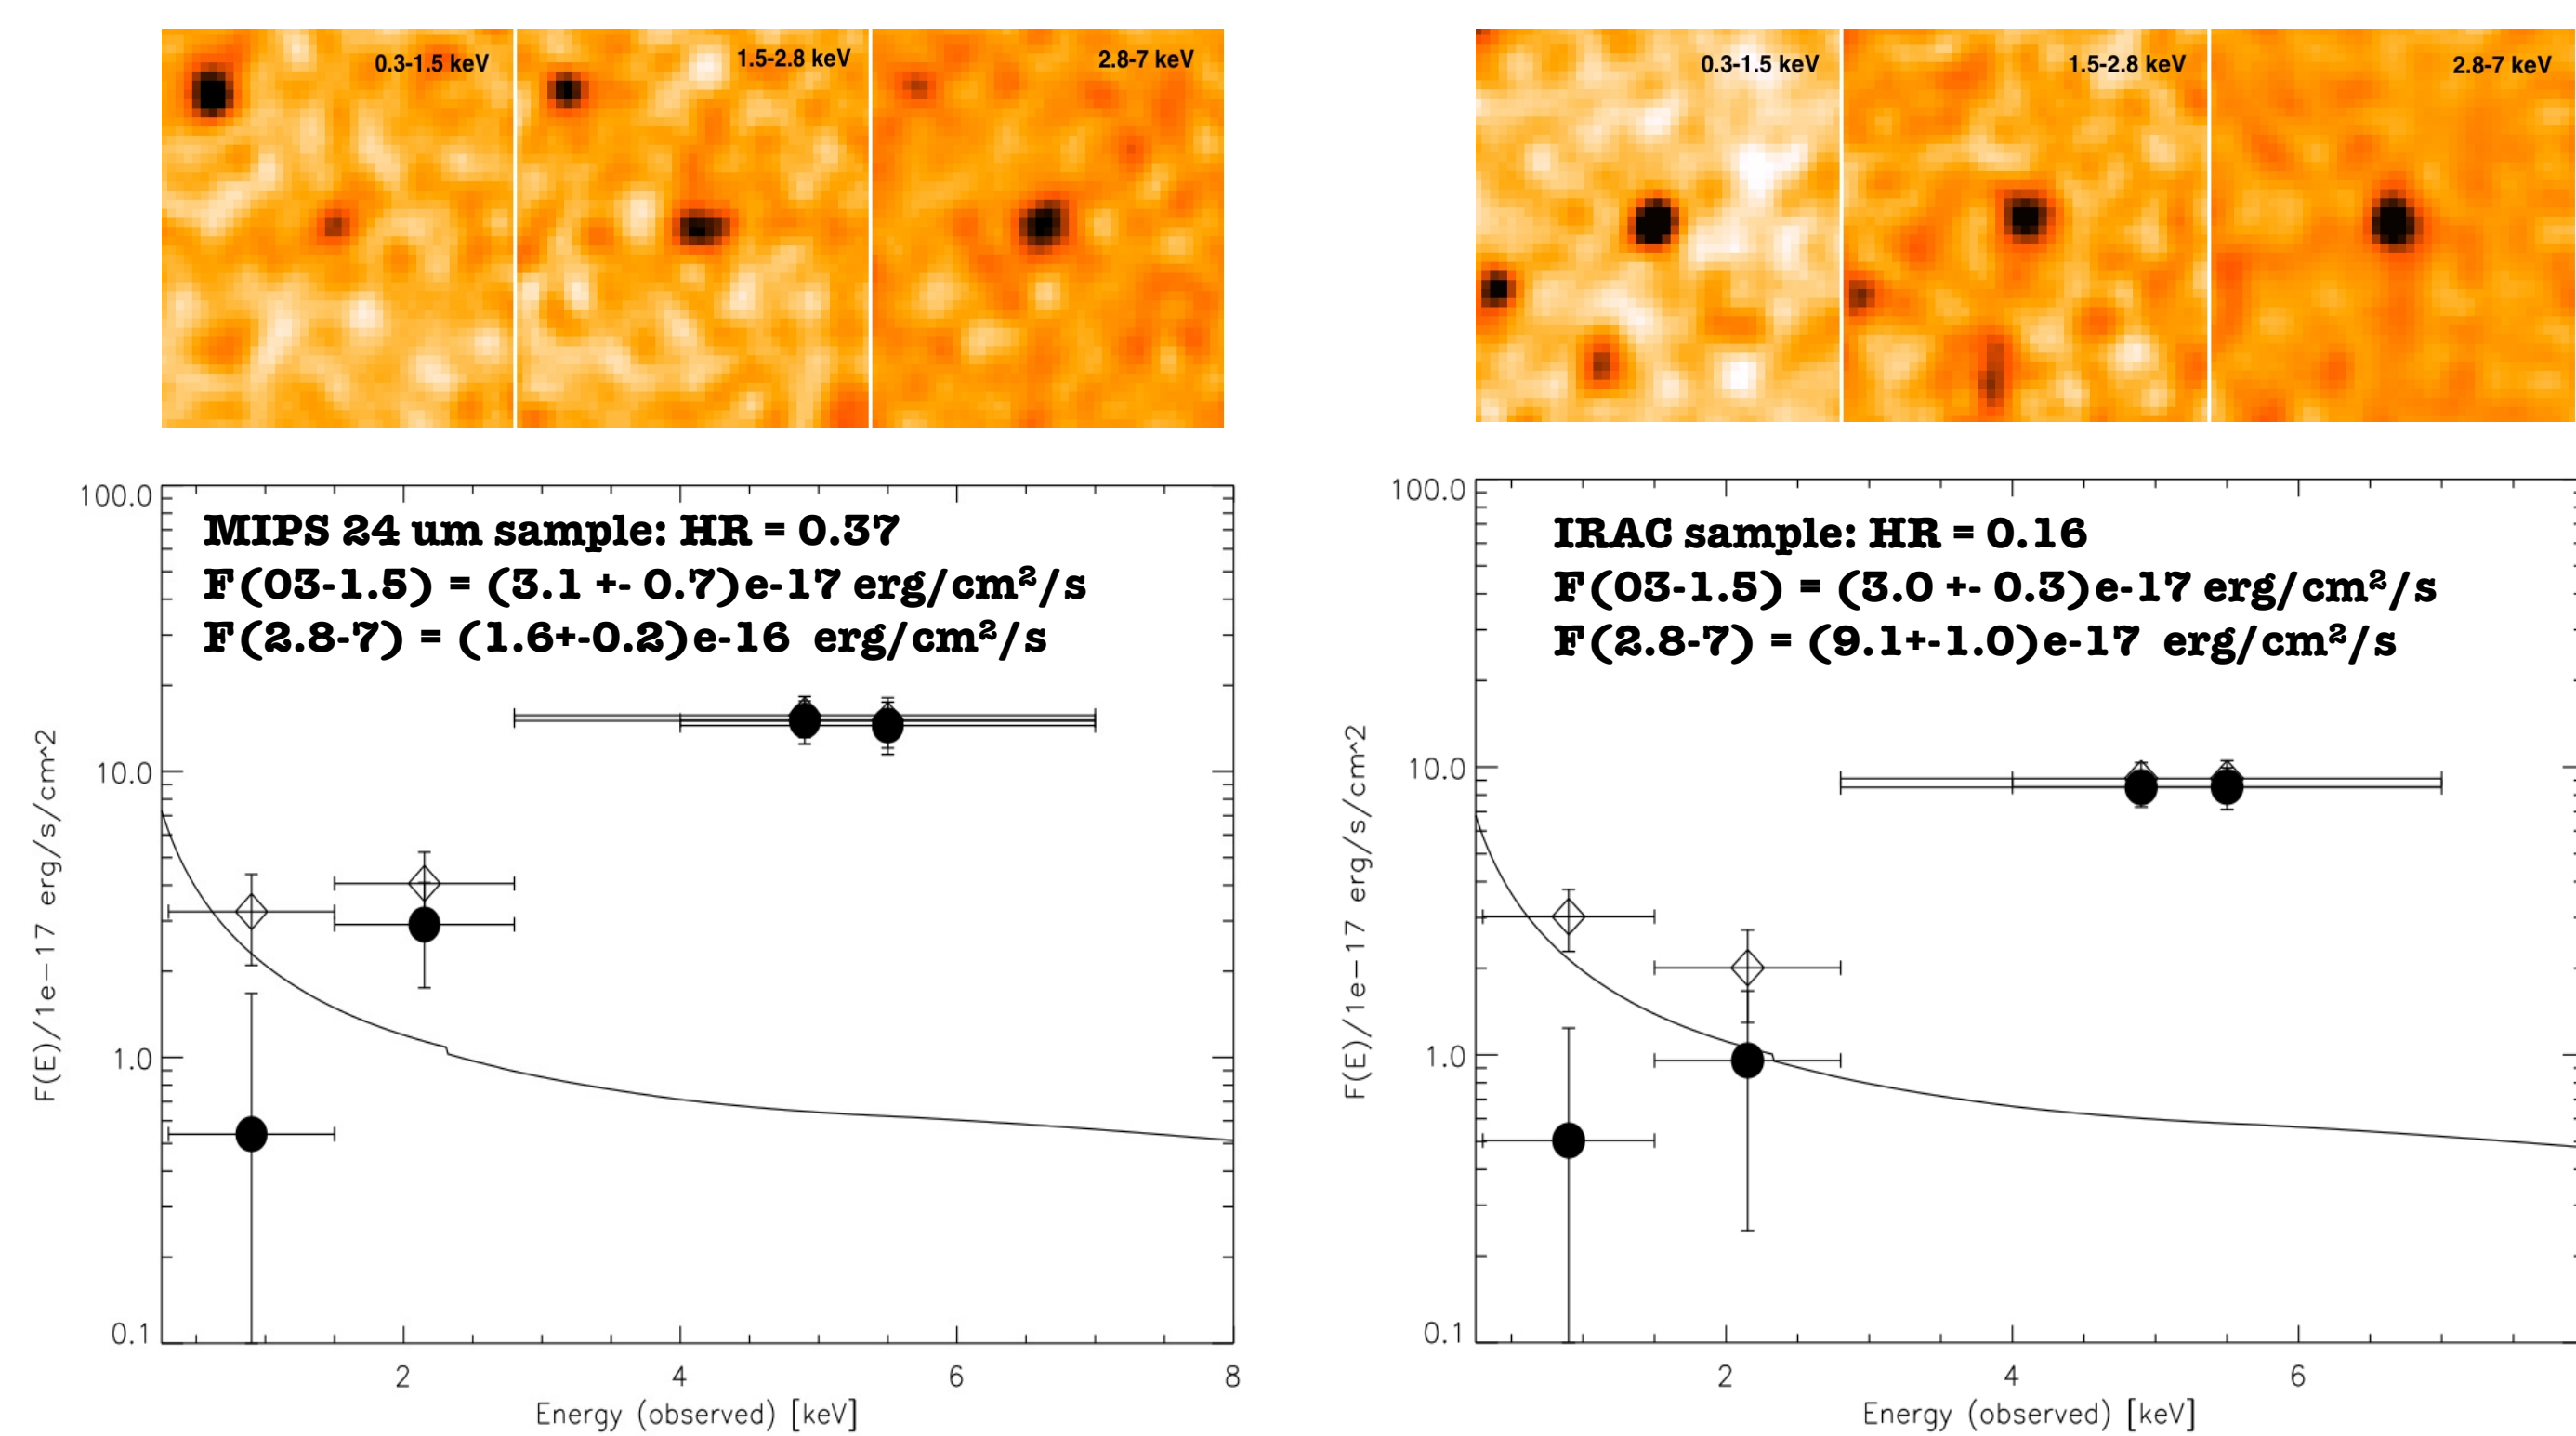 0.3-1.5 keV
1.5-2.8 keV
2.8-7 keV
0.3-1.5 keV
1.5-2.8 keV
2.8-7 keV
100.0
10.0
1.0
0.1
F(E)/1e-17 erg/s/cm^2
MIPS 24 um sample: HR = 0.37
F(03-1.5) = (3.1 +- 0.7)e-17 erg/cm²/s
F(2.8-7) = (1.6+-0.2)e-16 erg/cm²/s
2
4
6
8
Energy (observed) [keV]
100.0
10.0
1.0
0.1
F(E)/1e-17 erg/s/cm^2
IRAC sample: HR = 0.16
F(03-1.5) = (3.0 +- 0.3)e-17 erg/cm²/s
F(2.8-7) = (9.1+-1.0)e-17 erg/cm²/s
2
4
6
Energy (observed) [keV]